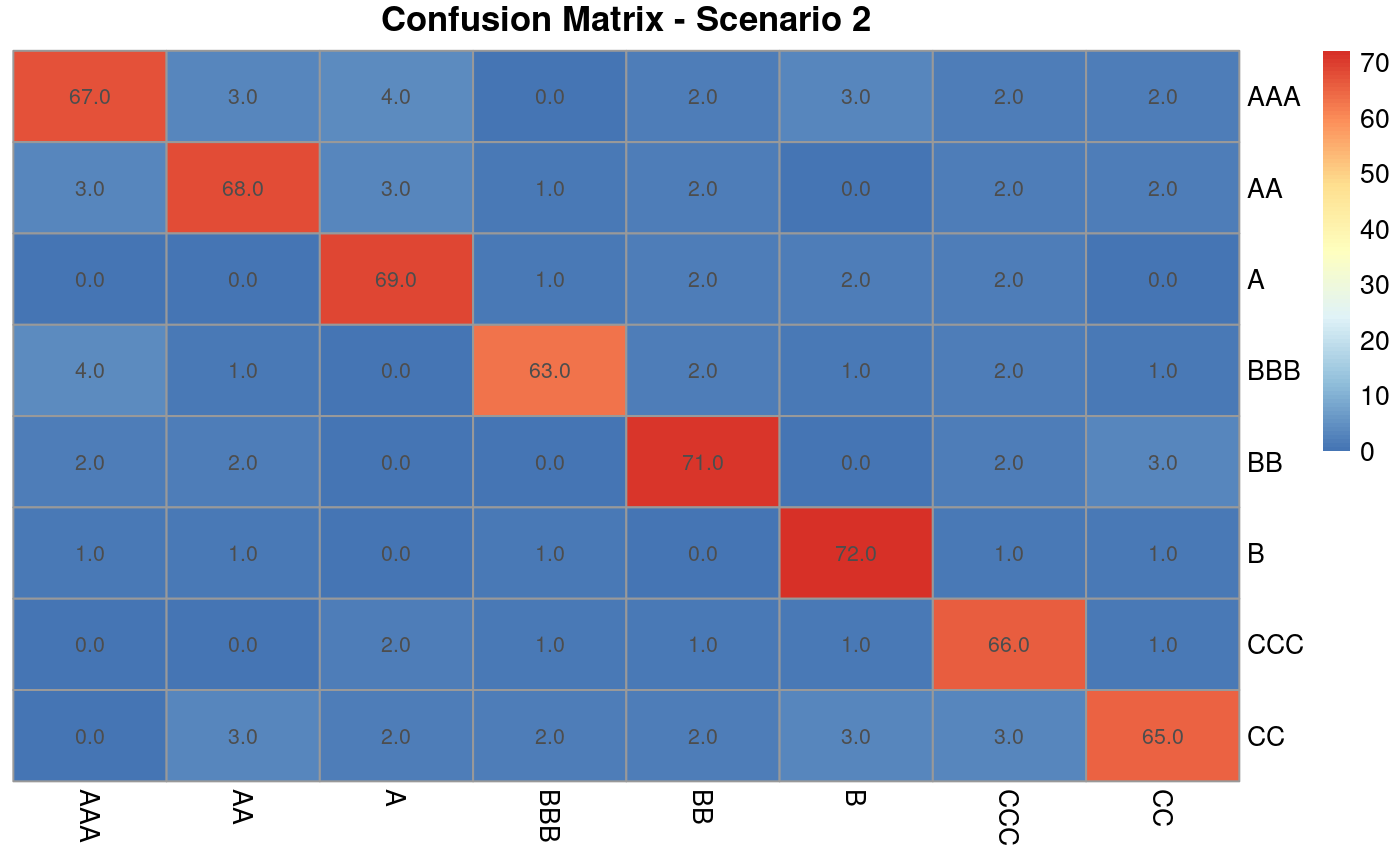 Confusion Matrix - Scenario 2
67.0 3.0 4.0 0.0 2.0 3.0 2.0 2.0 AAA
3.0 68.0 3.0 1.0 2.0 0.0 2.0 2.0 AA
0.0 0.0 69.0 1.0 2.0 2.0 2.0 0.0 A
4.0 1.0 0.0 63.0 2.0 1.0 2.0 1.0 BBB
2.0 2.0 0.0 0.0 71.0 0.0 2.0 3.0 BB
1.0 1.0 0.0 1.0 0.0 72.0 1.0 1.0 B
0.0 0.0 2.0 1.0 1.0 1.0 66.0 1.0 CCC
0.0 3.0 2.0 2.0 2.0 3.0 3.0 65.0 CC
AAA AA A BBB BB B CCC CC
70
60
50
40
30
20
10
0